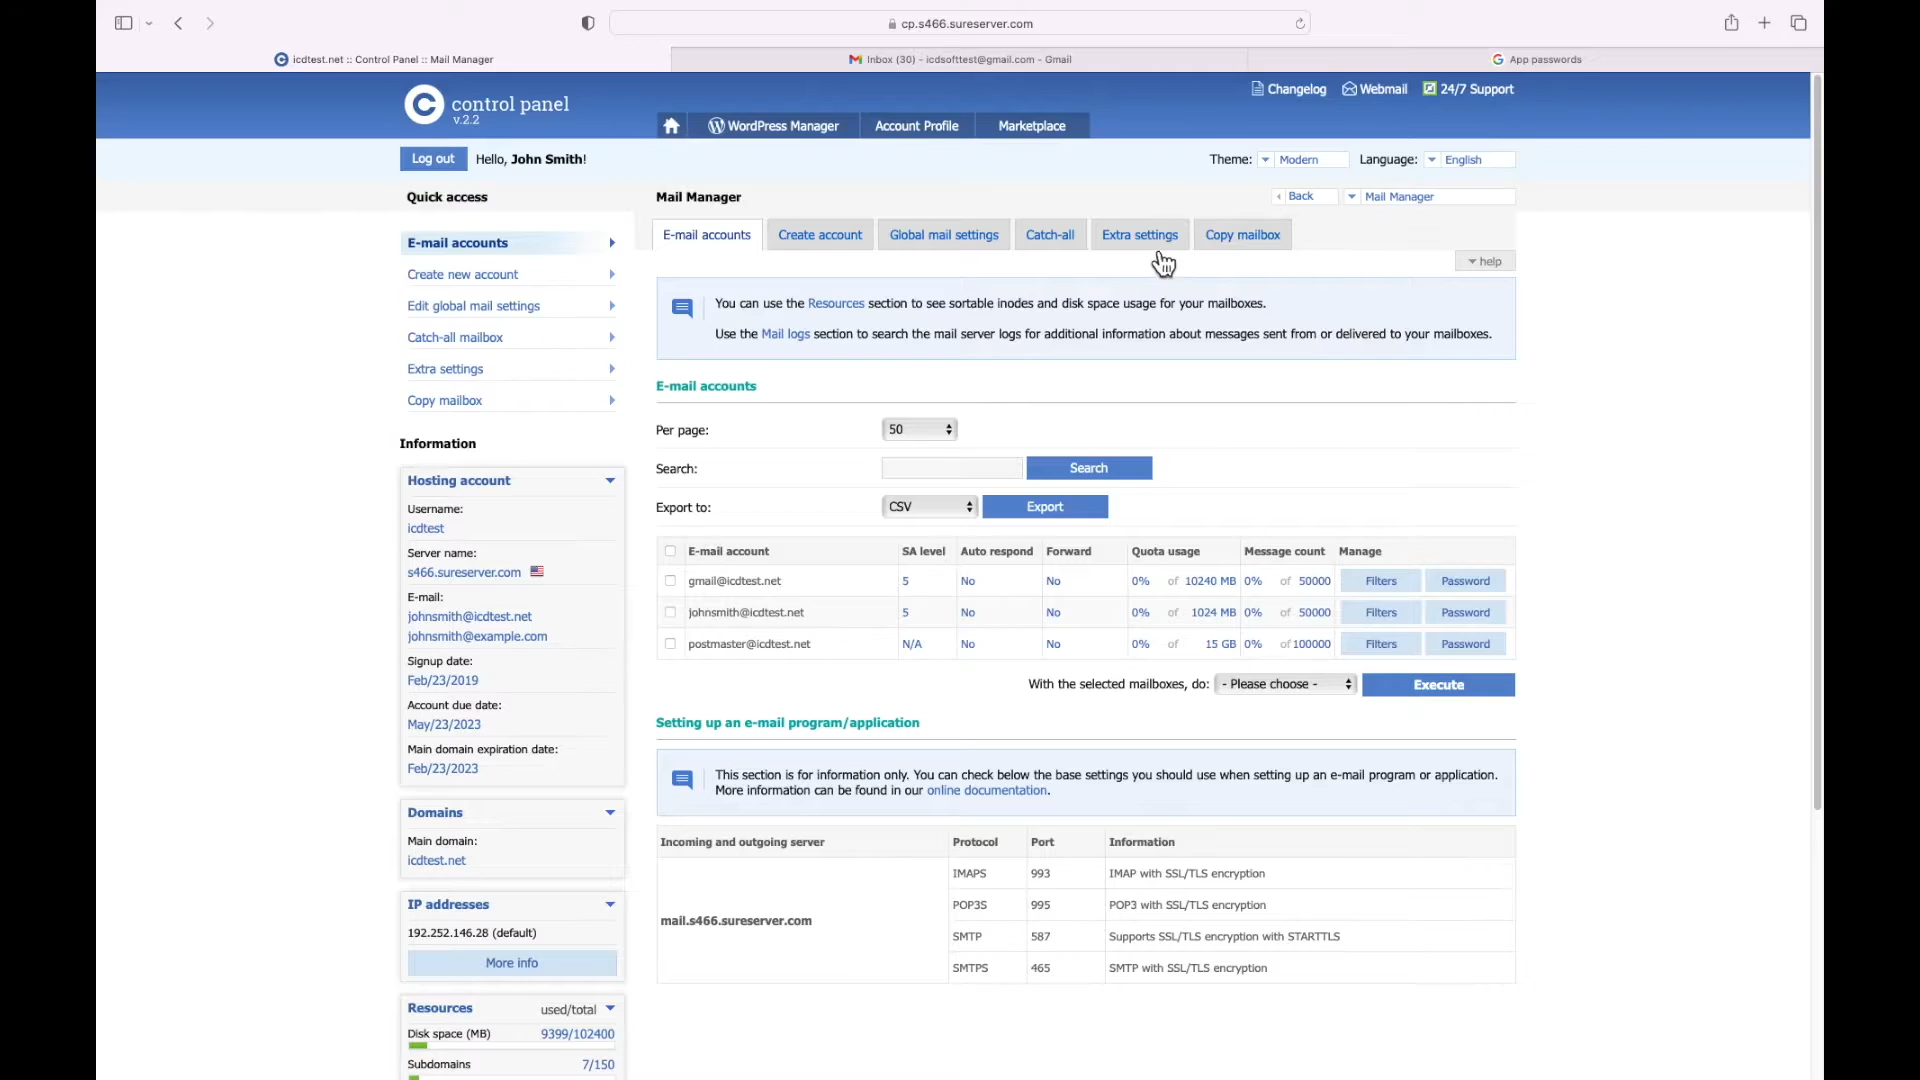 cp.s466.sureserver.com
icdtest.net :: Control Panel :: Mail Manager
Inbox (30) - icdsofttest@gmail.com - Gmail
App passwords
control panel
v.2.2
Changelog
Webmail
24/7 Support
WordPress Manager
Account Profile
Marketplace
Log out
Hello, John Smith!
Theme: Modern
Language: English
Quick access
Mail Manager
Back
Mail Manager
E-mail accounts
Create new account
Edit global mail settings
Catch-all mailbox
Extra settings
Copy mailbox
E-mail accounts
Create account
Global mail settings
Catch-all
Extra settings
Copy mailbox
help
You can use the Resources section to see sortable inodes and disk space usage for your mailboxes.
Use the Mail logs section to search the mail server logs for additional information about messages sent from or delivered to your mailboxes.
E-mail accounts
Per page: 50
Search: Search
Export to: CSV Export
E-mail account SA level Auto respond Forward Quota usage Message count Manage
gmail@icdtest.net 5 No No 0% of 10240 MB 0% of 50000 Filters Password
johnsmith@icdtest.net 5 No No 0% of 1024 MB 0% of 50000 Filters Password
postmaster@icdtest.net N/A No No 0% of 15 GB 0% of 100000 Filters Password
With the selected mailboxes, do: - Please choose - Execute
Setting up an e-mail program/application
This section is for information only. You can check below the base settings you should use when setting up an e-mail program or application.
More information can be found in our online documentation.
Incoming and outgoing server Protocol Port Information
mail.s466.sureserver.com
IMAPS 993 IMAP with SSL/TLS encryption
POP3S 995 POP3 with SSL/TLS encryption
SMTP 587 Supports SSL/TLS encryption with STARTTLS
SMTPS 465 SMTP with SSL/TLS encryption
Information
Hosting account
Username:
icdtest
Server name:
s466.sureserver.com
E-mail:
johnsmith@icdtest.net
johnsmith@example.com
Signup date:
Feb/23/2019
Account due date:
May/23/2023
Main domain expiration date:
Feb/23/2023
Domains
Main domain:
icdtest.net
IP addresses
192.252.146.28 (default)
More info
Resources used/total
Disk space (MB) 9399/102400
Subdomains 7/150